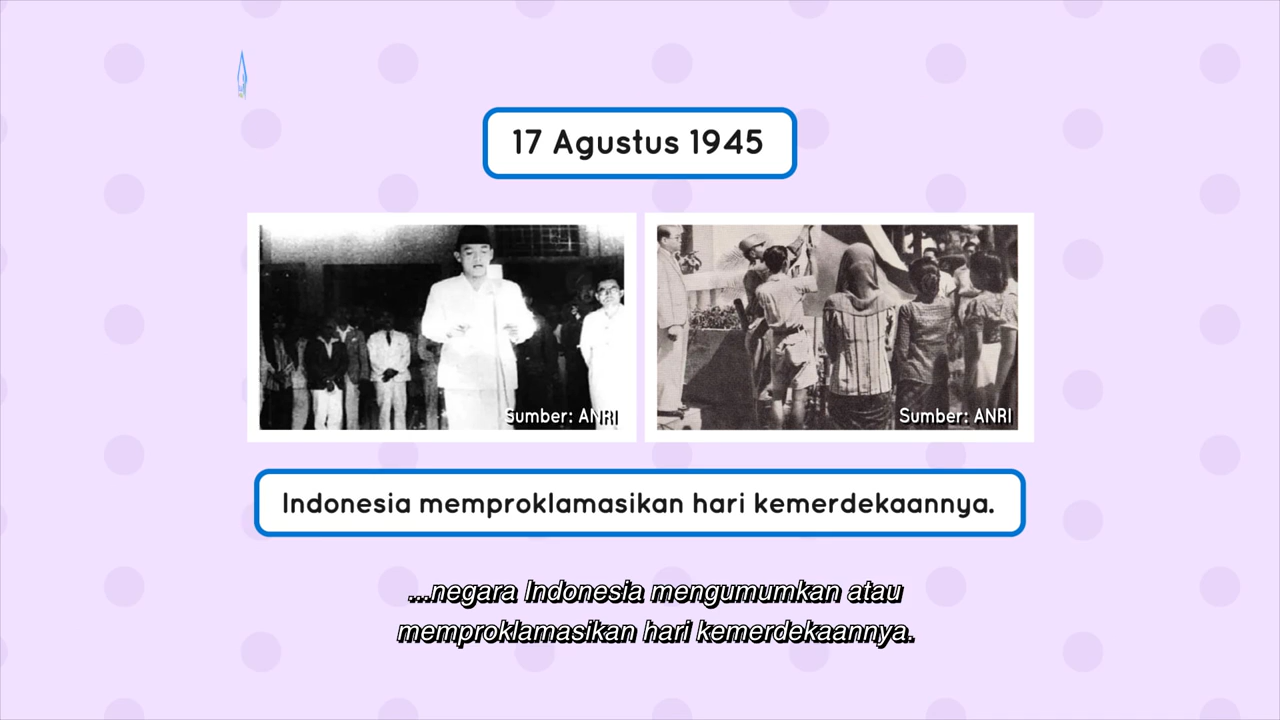 17 Agustus 1945
Sumber: ANRI
Sumber: ANRI
Indonesia memproklamasikan hari kemerdekaannya.
...negara Indonesia mengumumkan atau
memproklamasikan hari kemerdekaannya.